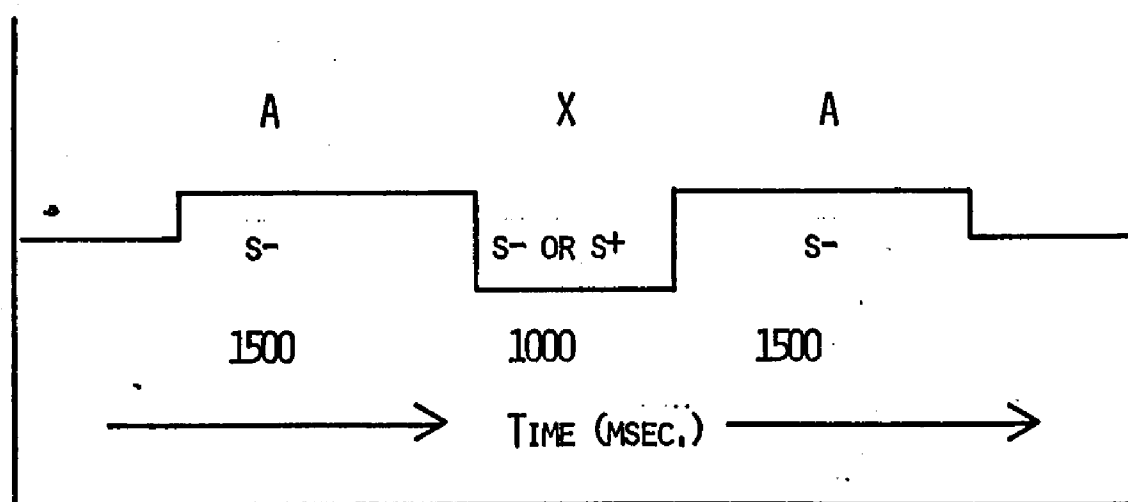 A X A
S- S- OR S+ S-
1500 1000 1500
TIME (MSEC.)